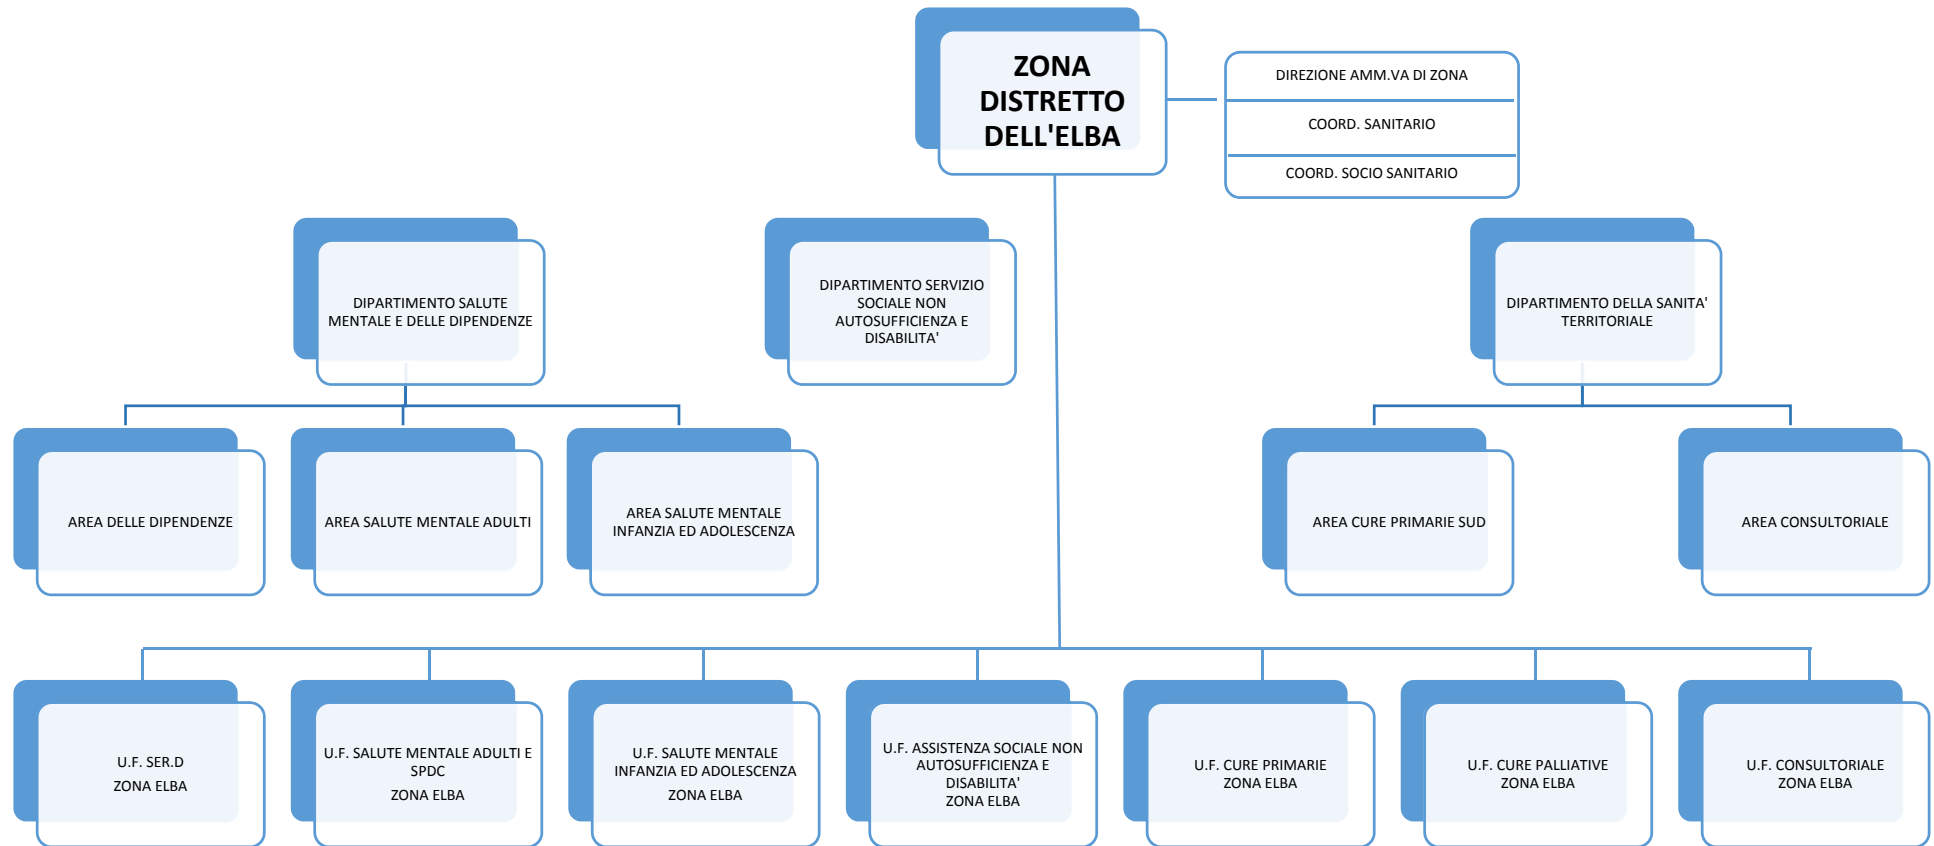 ZONA
DISTRETTO
DELL'ELBA
DIREZIONE AMM.VA DI ZONA
COORD. SANITARIO
COORD. SOCIO SANITARIO
DIPARTIMENTO SALUTE
MENTALE E DELLE DIPENDENZE
DIPARTIMENTO SERVIZIO
SOCIALE NON
AUTOSUFFICIENZA E
DISABILITA'
DIPARTIMENTO DELLA SANITA'
TERRITORIALE
AREA DELLE DIPENDENZE
AREA SALUTE MENTALE ADULTI
AREA SALUTE MENTALE
INFANZIA ED ADOLESCENZA
AREA CURE PRIMARIE SUD
AREA CONSULTORIALE
U.F. SER.D
ZONA ELBA
U.F. SALUTE MENTALE ADULTI E
SPDC
ZONA ELBA
U.F. SALUTE MENTALE
INFANZIA ED ADOLESCENZA
ZONA ELBA
U.F. ASSISTENZA SOCIALE NON
AUTOSUFFICIENZA E
DISABILITA'
ZONA ELBA
U.F. CURE PRIMARIE
ZONA ELBA
U.F. CURE PALLIATIVE
ZONA ELBA
U.F. CONSULTORIALE
ZONA ELBA